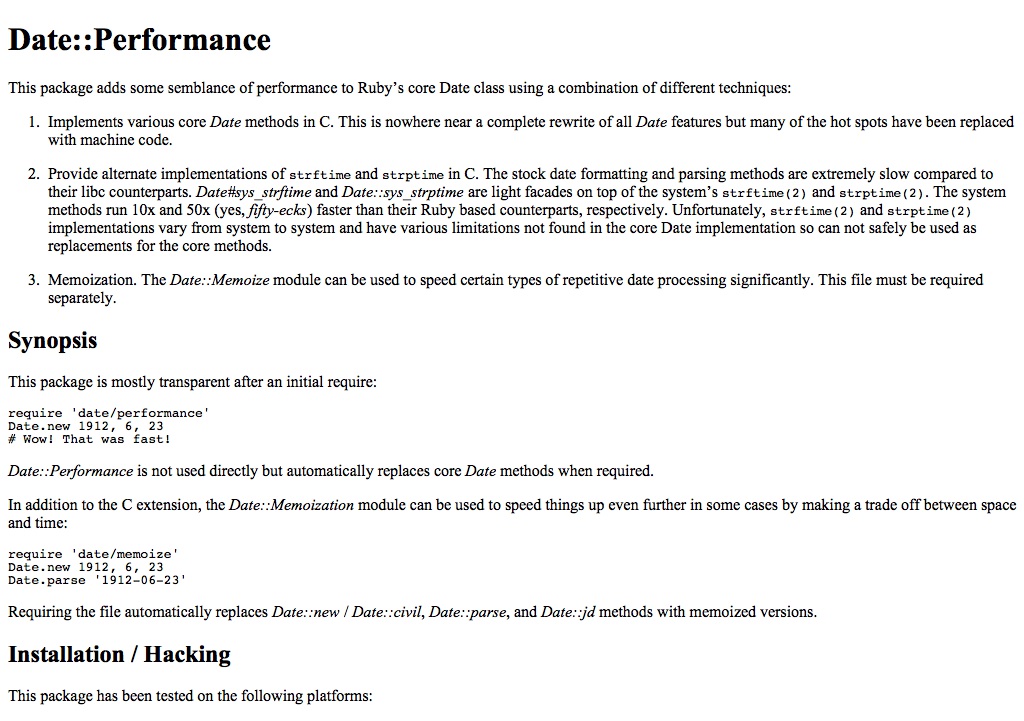 Date::Performance
This package adds some semblance of performance to Ruby's core Date class using a combination of different techniques:
1. Implements various core Date methods in C. This is nowhere near a complete rewrite of all Date features but many of the hot spots have been replaced
with machine code.
2. Provide alternate implementations of strftime and strptime in C. The stock date formatting and parsing methods are extremely slow compared to
their libc counterparts. Date#sys_strftime and Date::sys_strptime are light facades on top of the system's strftime(2) and strptime(2). The system
methods run 10x and 50x (yes, fifty-ecks) faster than their Ruby based counterparts, respectively. Unfortunately, strftime(2) and strptime(2)
implementations vary from system to system and have various limitations not found in the core Date implementation so can not safely be used as
replacements for the core methods.
3. Memoization. The Date::Memoize module can be used to speed certain types of repetitive date processing significantly. This file must be required
separately.
Synopsis
This package is mostly transparent after an initial require:
require 'date/performance'
Date.new 1912, 6, 23
# Wow! That was fast!
Date::Performance is not used directly but automatically replaces core Date methods when required.
In addition to the C extension, the Date::Memoization module can be used to speed things up even further in some cases by making a trade off between space
and time:
require 'date/memoize'
Date.new 1912, 6, 23
Date.parse '1912-06-23'
Requiring the file automatically replaces Date::new / Date::civil, Date::parse, and Date::jd methods with memoized versions.
Installation / Hacking
This package has been tested on the following platforms: